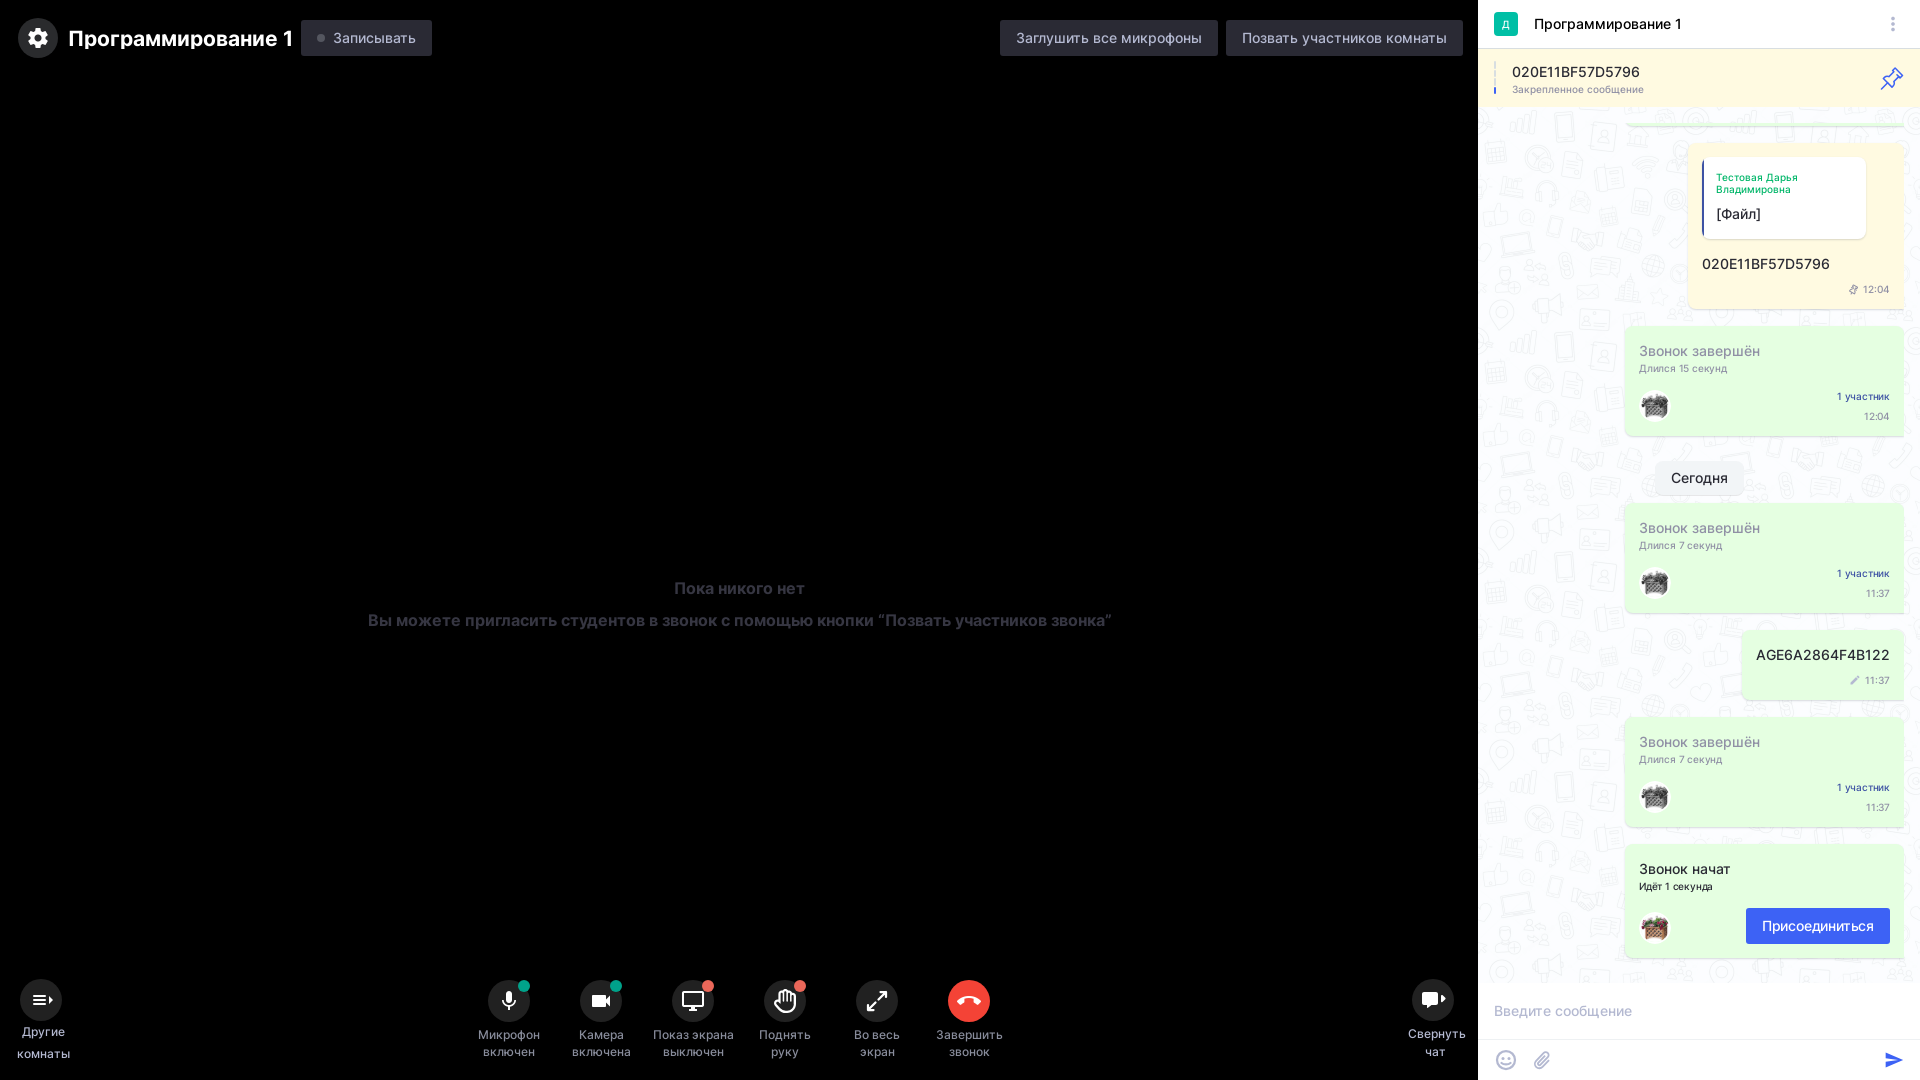 Программирование 1
Записывать
Заглушить все микрофоны
Позвать участников комнаты
Пока никого нет
Вы можете пригласить студентов в звонок с помощью кнопки “Позвать участников звонка”
Другие
комнаты
Микрофон
включен
Камера
включена
Показ экрана
выключен
Поднять
руку
Во весь
экран
Завершить
звонок
Свернуть
чат
Д
Программирование 1
020E11BF57D5796
Закрепленное сообщение
Тестовая Дарья
Владимировна
[Файл]
020E11BF57D5796
12:04
Звонок завершён
Длился 15 секунд
1 участник
12:04
Сегодня
Звонок завершён
Длился 7 секунд
1 участник
11:37
AGE6A2864F4B122
11:37
Звонок завершён
Длился 7 секунд
1 участник
11:37
Звонок начат
Идёт 1 секунда
Присоединиться
Введите сообщение